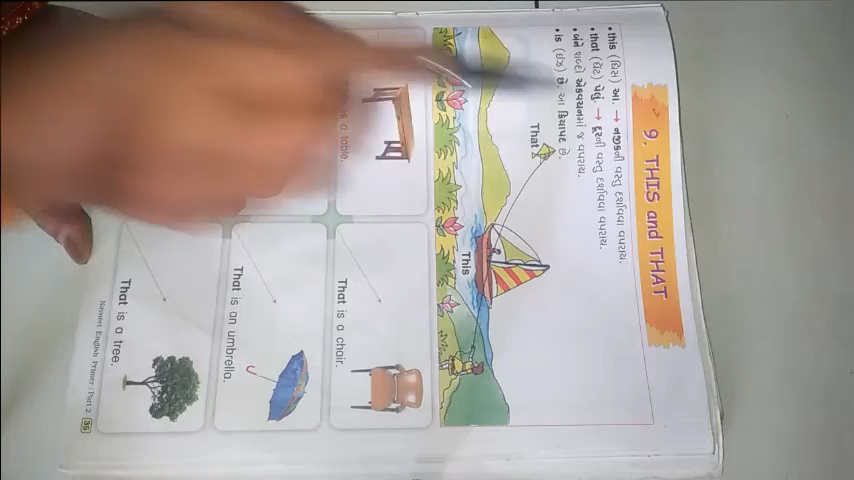 9. THIS and THAT
• this (ધિસ) આ. → નજીકની વસ્તુ દર્શાવવા વપરાય.
• that (ધૅટ) પેલું. → દૂરની વસ્તુ દર્શાવવા વપરાય.
• બંને શબ્દો એકવચનમાં જ વપરાય.
• is (ઇઝ) છે. આ ક્રિયાપદ છે.
That
This
is a table.
That is a chair.
That is an umbrella.
That is a tree.
Navneet English Primer : Part 2
35